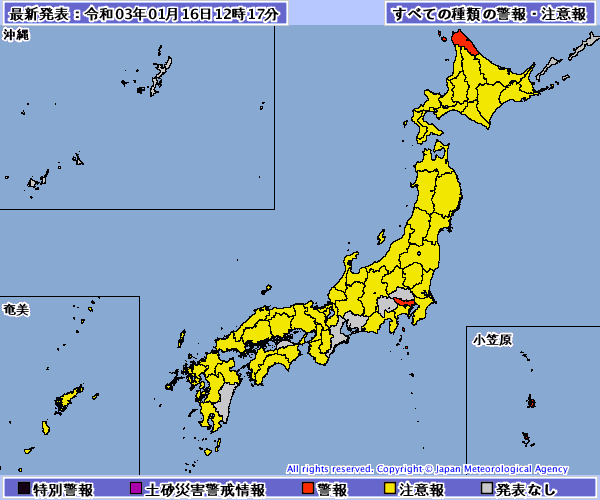 最新発表：令和03年01月16日12時17分
すべての種類の警報・注意報
沖縄
奄美
小笠原
All rights reserved. Copyright © Japan Meteorological Agency
特別警報 土砂災害警戒情報 警報 注意報 発表なし